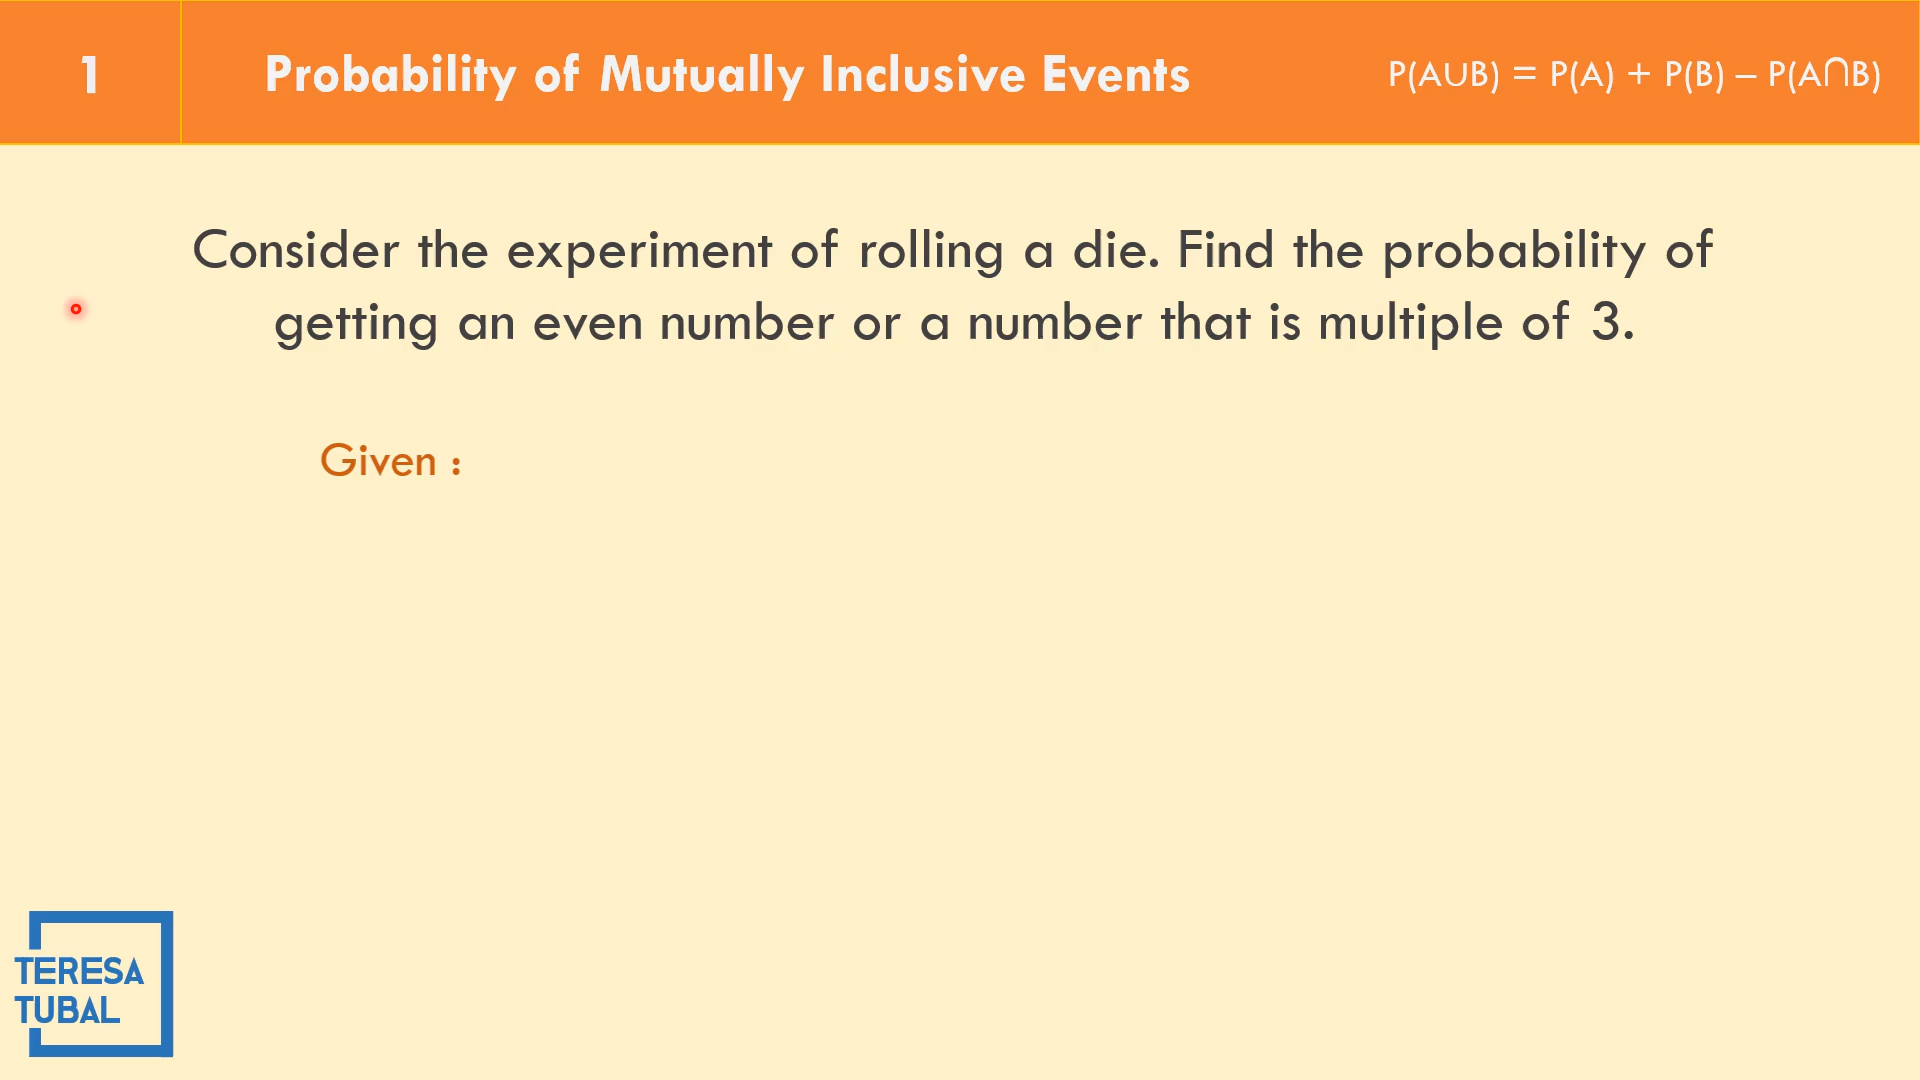 1
Probability of Mutually Inclusive Events
P(A∪B) = P(A) + P(B) – P(A∩B)
Consider the experiment of rolling a die. Find the probability of
getting an even number or a number that is multiple of 3.
Given :
TERESA
TUBAL